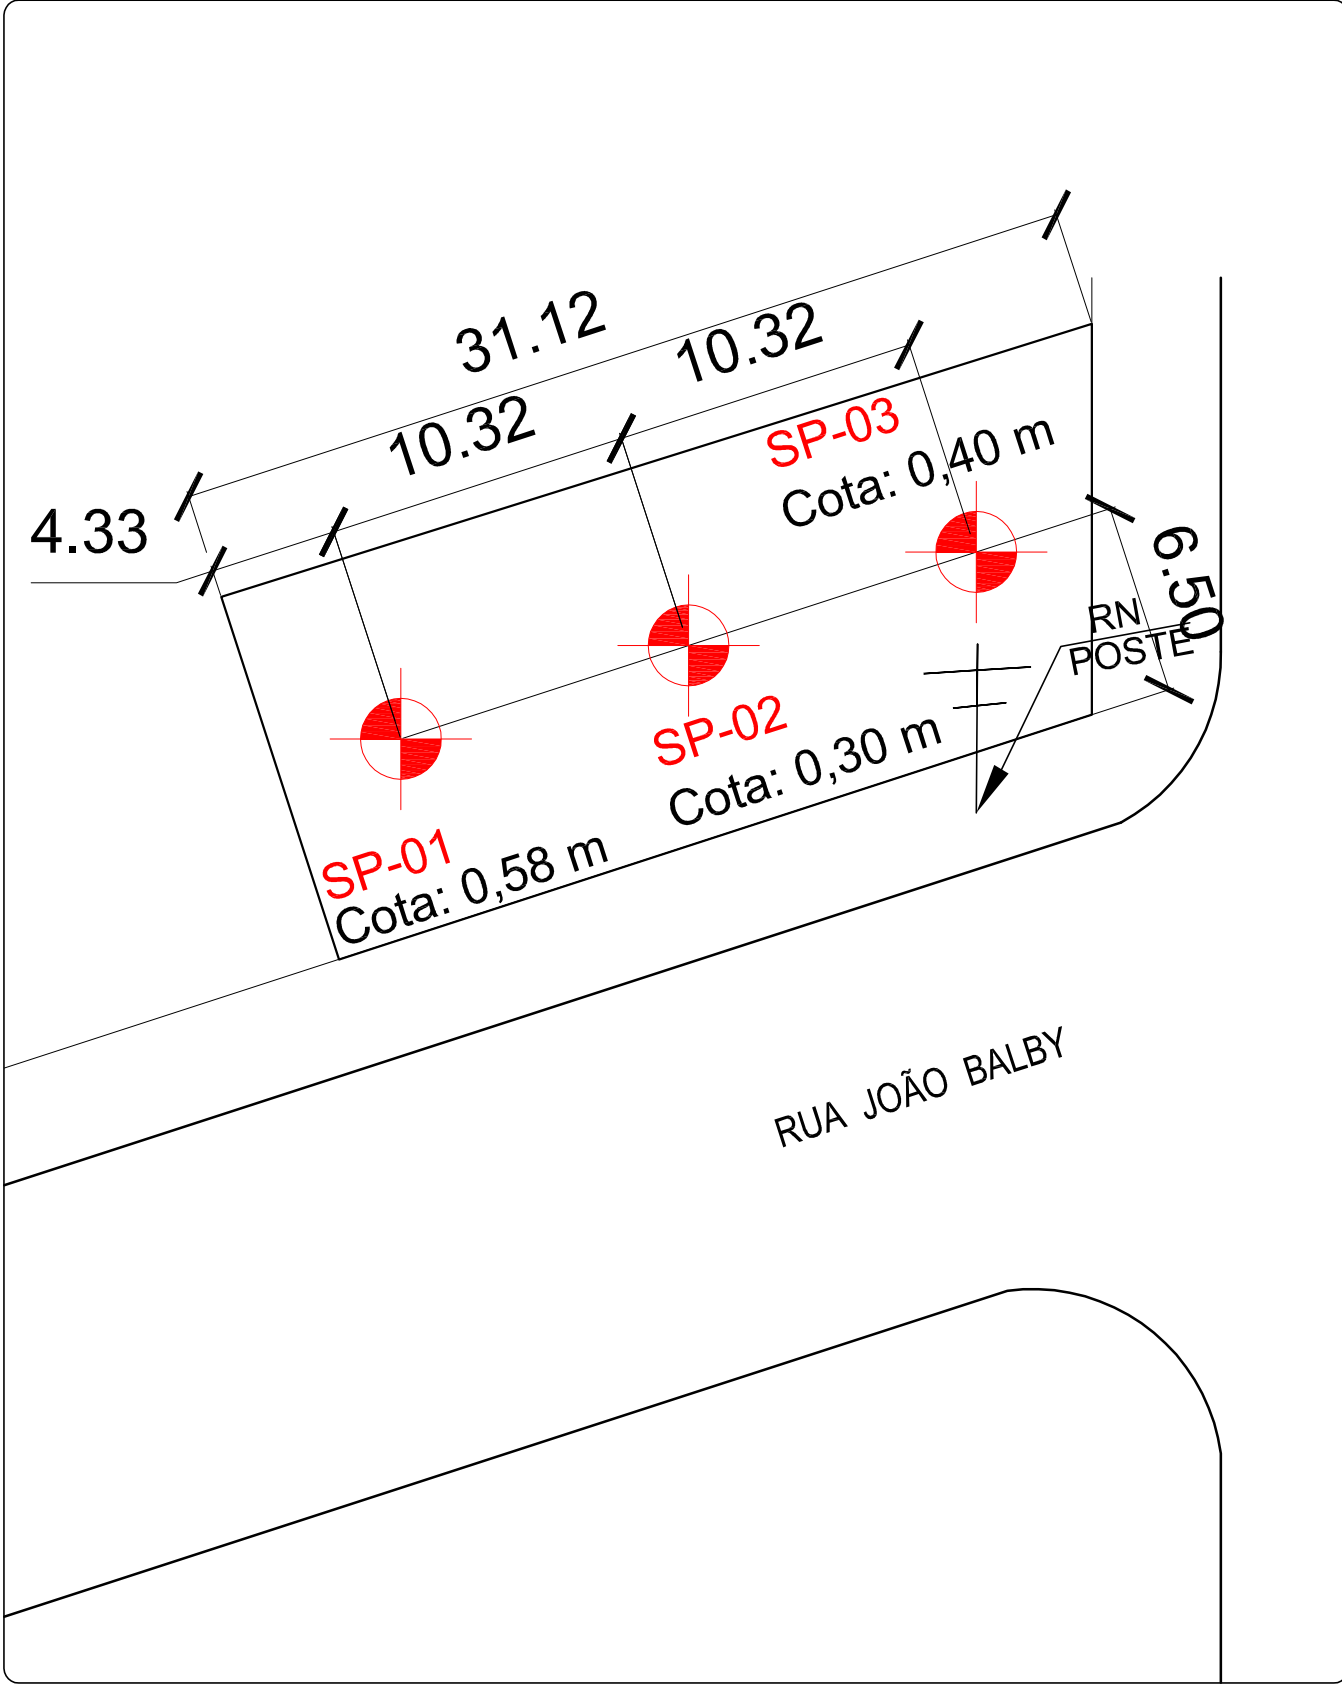 31.12
10.32
10.32
4.33
SP-03
Cota: 0,40 m
6.50
RN
POSTE
SP-02
Cota: 0,30 m
SP-01
Cota: 0,58 m
RUA JOÃO BALBY